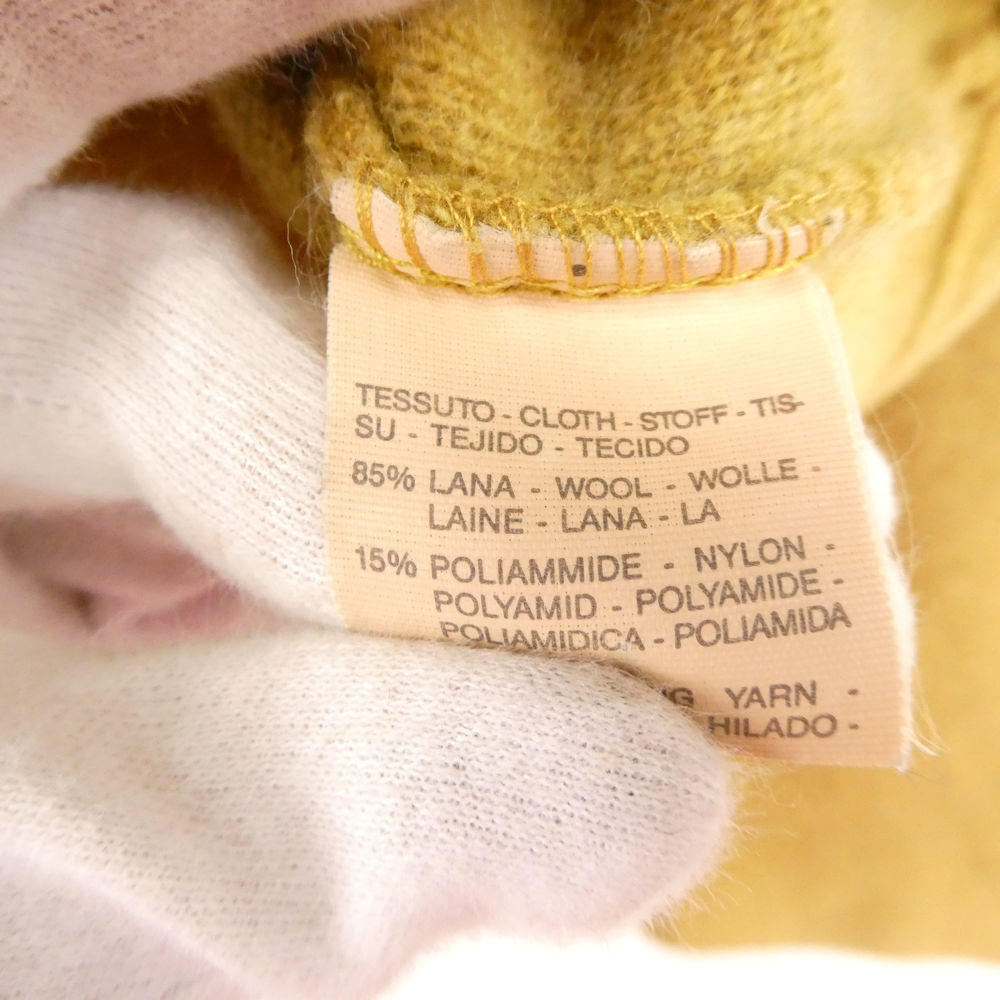 TESSUTO - CLOTH - STOFF - TIS-
SU - TEJIDO - TECIDO
85% LANA - WOOL - WOLLE -
LAINE - LANA - LA
15% POLIAMMIDE - NYLON -
POLYAMID - POLYAMIDE -
POLIAMIDICA - POLIAMIDA
YARN -
HILADO -